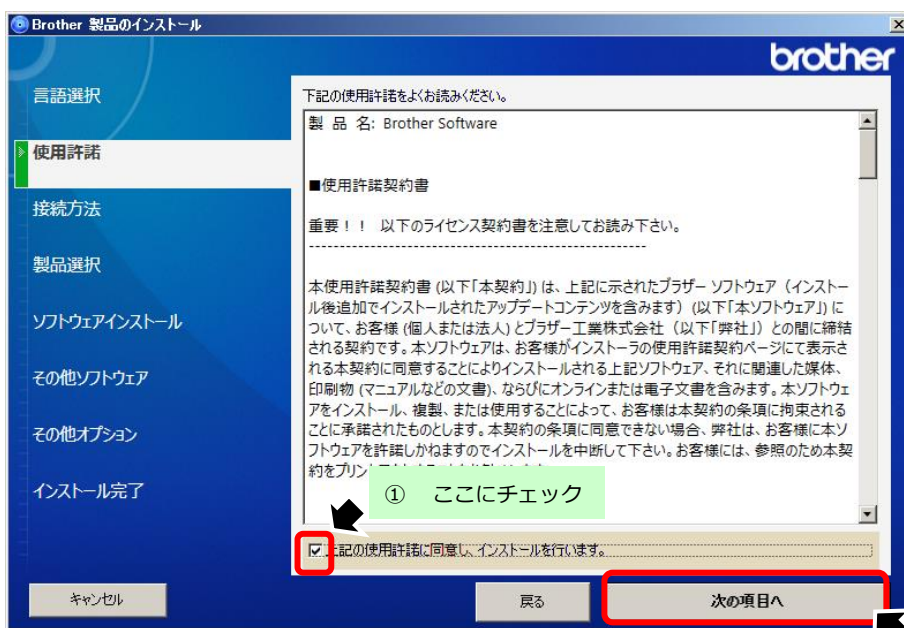 Brother 製品のインストール
brother
言語選択
使用許諾
接続方法
製品選択
ソフトウェアインストール
その他ソフトウェア
その他オプション
インストール完了
下記の使用許諾をよくお読みください。
製 品 名: Brother Software
■使用許諾契約書
重要！！ 以下のライセンス契約書を注意してお読み下さい。
------------------------------------------------------
本使用許諾契約書 (以下「本契約」) は、上記に示されたブラザー ソフトウェア（インストー
ル後追加でインストールされたアップデートコンテンツを含みます）(以下「本ソフトウェア」) に
ついて、お客様 (個人または法人) とブラザー工業株式会社 （以下「弊社」） との間に締結
される契約です。本ソフトウェアは、お客様がインストーラの使用許諾契約ページにて表示さ
れる本契約に同意することによりインストールされる上記ソフトウェア、それに関連した媒体、
印刷物 (マニュアルなどの文書)、ならびにオンラインまたは電子文書を含みます。本ソフトウェ
アをインストール、複製、または使用することによって、お客様は本契約の条項に拘束される
ことに承諾されたものとします。本契約の条項に同意できない場合、弊社は、お客様に本ソ
フトウェアを許諾しかねますのでインストールを中断して下さい。お客様には、参照のため本契
約をプリント
① ここにチェック
上記の使用許諾に同意し、インストールを行います。
キャンセル
戻る
次の項目へ